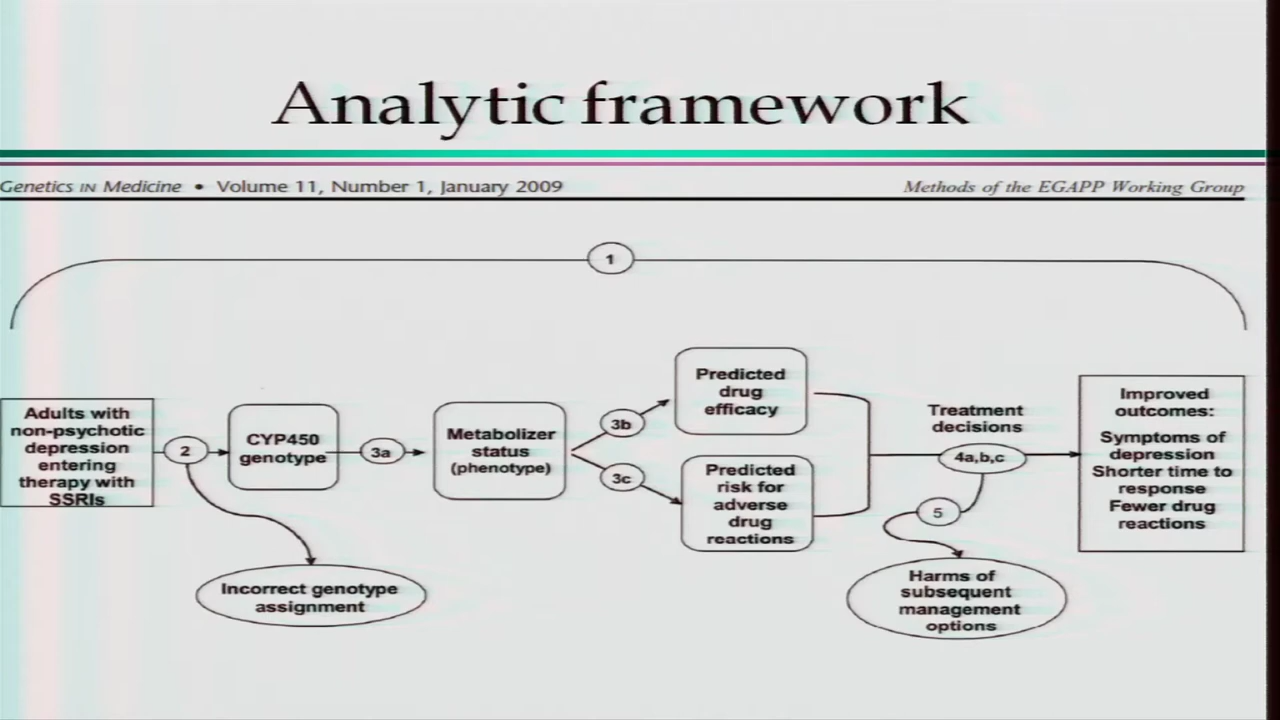 Analytic framework
Genetics IN Medicine • Volume 11, Number 1, January 2009
Methods of the EGAPP Working Group
1
Adults with
non-psychotic
depression
entering
therapy with
SSRIs
2
CYP450
genotype
3a
Metabolizer
status
(phenotype)
3b
3c
Predicted
drug
efficacy
Predicted
risk for
adverse
drug
reactions
Treatment
decisions
4a,b,c
5
Improved
outcomes:
Symptoms of
depression
Shorter time to
response
Fewer drug
reactions
Incorrect genotype
assignment
Harms of
subsequent
management
options